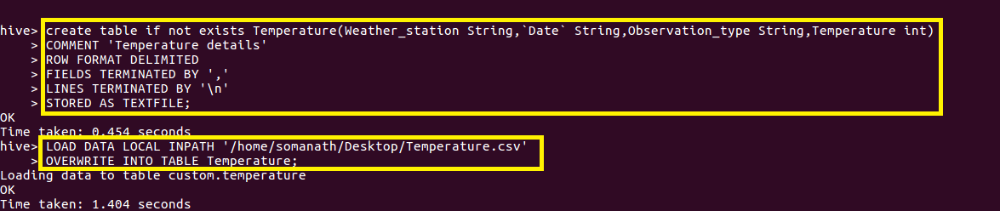 hive> create table if not exists Temperature(Weather_station String,`Date` String,Observation_type String,Temperature int)
> COMMENT 'Temperature details'
> ROW FORMAT DELIMITED
> FIELDS TERMINATED BY ','
> LINES TERMINATED BY '\n'
> STORED AS TEXTFILE;
OK
Time taken: 0.454 seconds
hive> LOAD DATA LOCAL INPATH '/home/somanath/Desktop/Temperature.csv'
> OVERWRITE INTO TABLE Temperature;
Loading data to table custom.temperature
OK
Time taken: 1.404 seconds